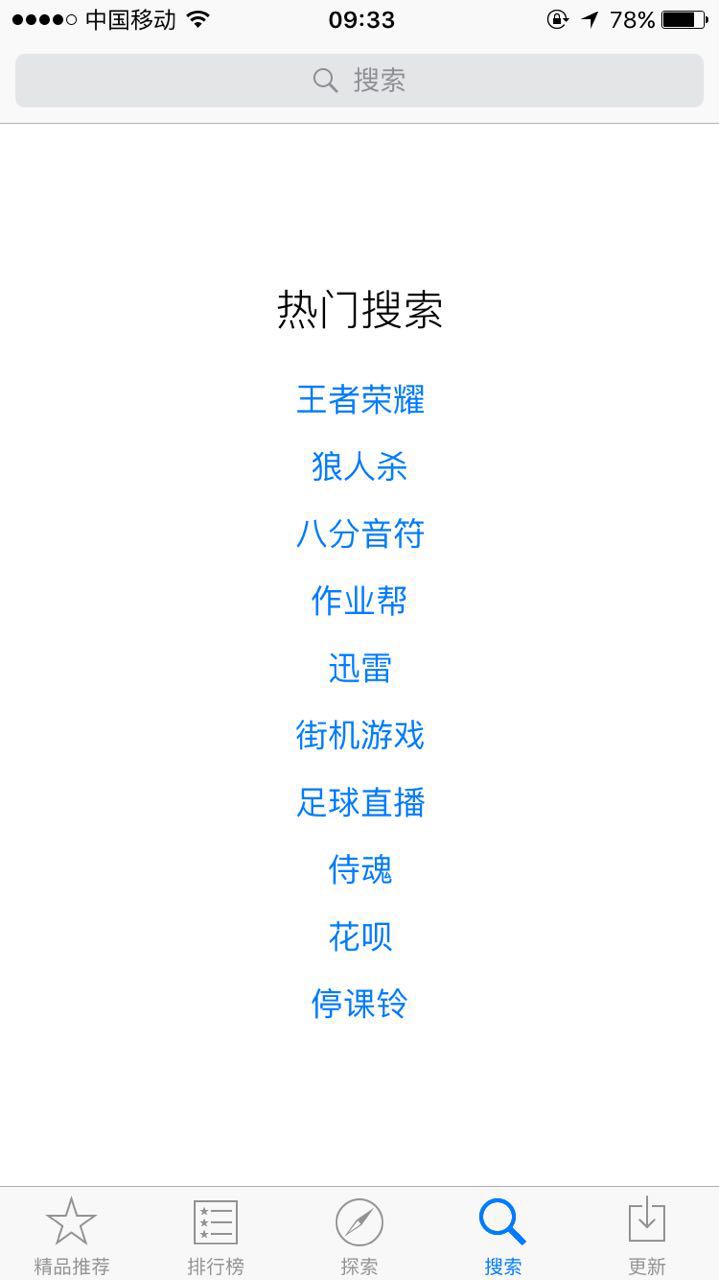 中国移动 09:33 78%
搜索
热门搜索
王者荣耀
狼人杀
八分音符
作业帮
迅雷
街机游戏
足球直播
侍魂
花呗
停课铃
精品推荐 排行榜 探索 搜索 更新